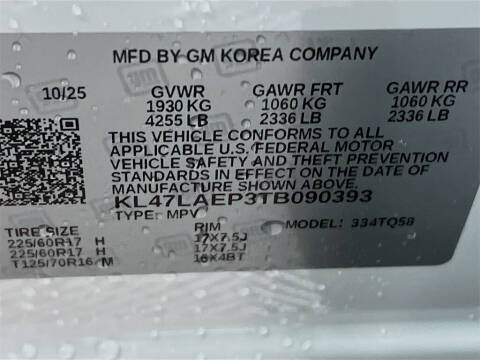 MFD BY GM KOREA COMPANY
10/25 GVWR GAWR FRT GAWR RR
1930 KG 1060 KG 1060 KG
4255 LB 2336 LB 2336 LB
THIS VEHICLE CONFORMS TO ALL
APPLICABLE U.S. FEDERAL MOTOR
VEHICLE SAFETY AND THEFT PREVENTION
STANDARDS IN EFFECT ON THE DATE OF
MANUFACTURE SHOWN ABOVE.
KL47LAEP3TB090393
TYPE: MPV MODEL: 334TQ58
TIRE SIZE RIM
225/60R17 H 17X7.5J
225/60R17 H 17X7.5J
T125/70R16 M 16X4BT